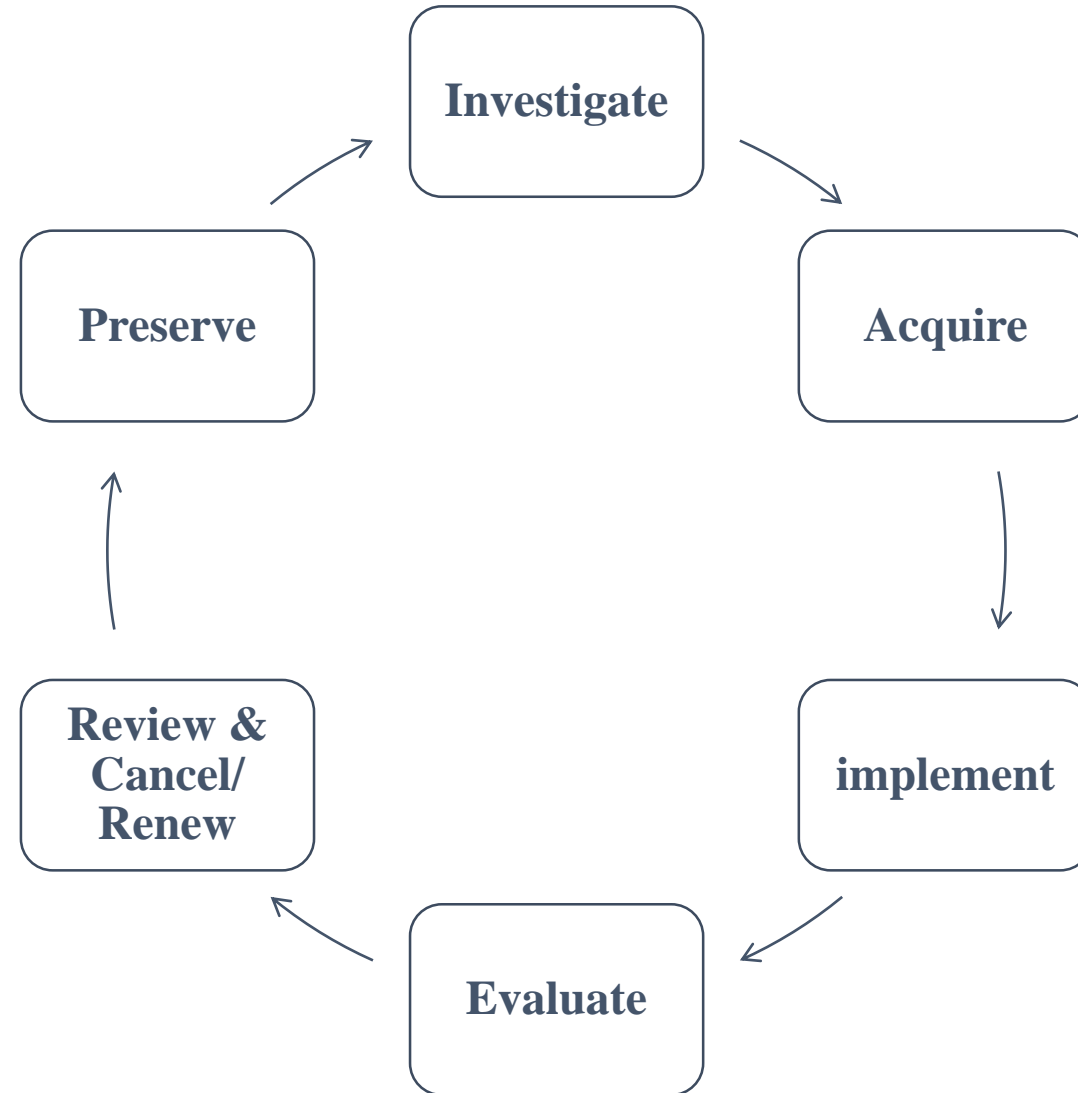 Investigate
Acquire
implement
Evaluate
Review &
Cancel/
Renew
Preserve